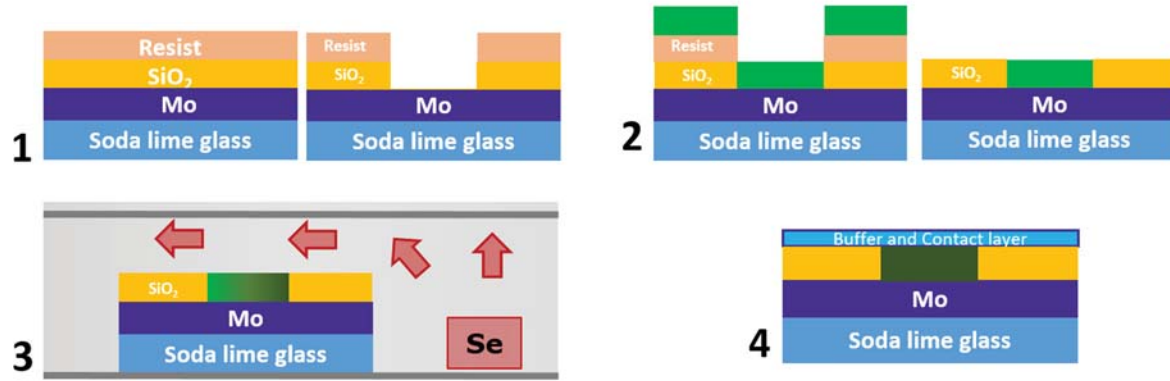 Resist
SiO₂
Mo
Soda lime glass
1
Resist
SiO₂
Mo
Soda lime glass
Resist
SiO₂
Mo
Soda lime glass
2
SiO₂
Mo
Soda lime glass
SiO₂
Mo
Soda lime glass
Se
3
Buffer and Contact layer
Mo
Soda lime glass
4